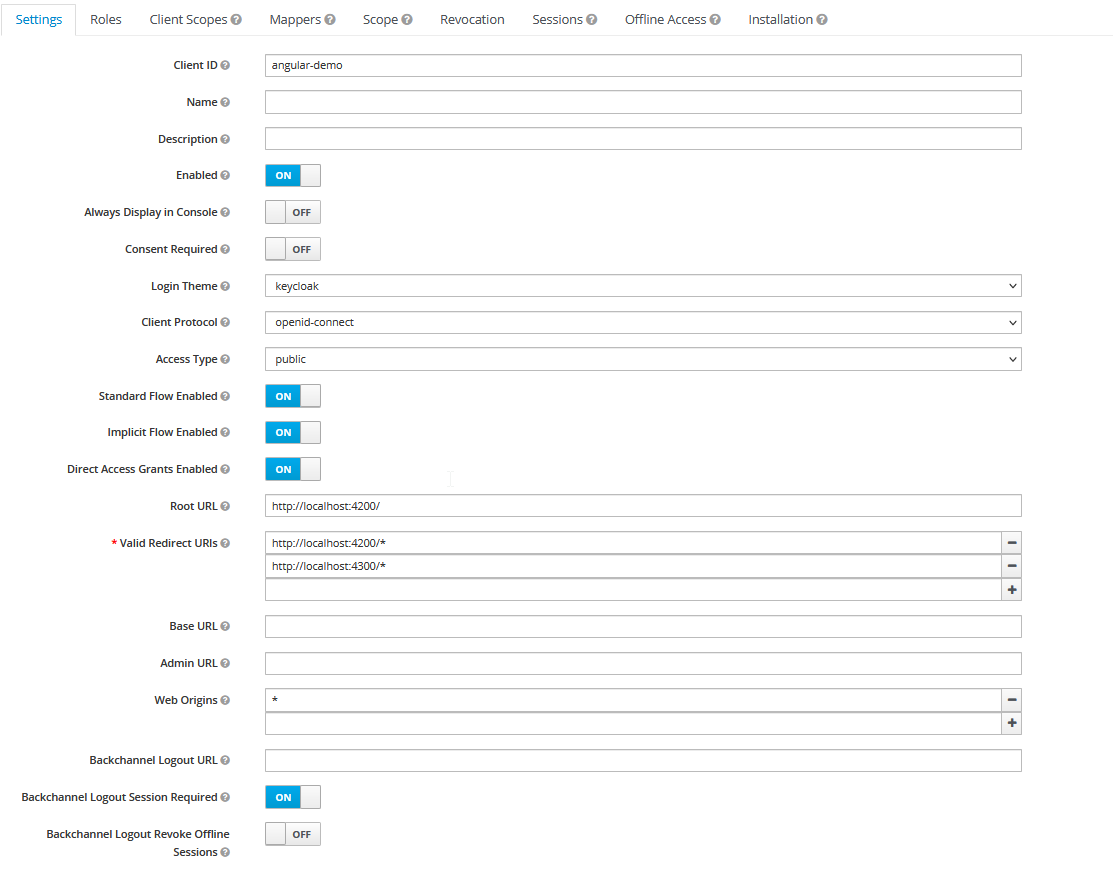 Settings Roles Client Scopes Mappers Scope Revocation Sessions Offline Access Installation
Client ID angular-demo
Name
Description
Enabled ON
Always Display in Console OFF
Consent Required OFF
Login Theme keycloak
Client Protocol openid-connect
Access Type public
Standard Flow Enabled ON
Implicit Flow Enabled ON
Direct Access Grants Enabled ON
Root URL http://localhost:4200/
* Valid Redirect URIs http://localhost:4200/*
http://localhost:4300/*
Base URL
Admin URL
Web Origins *
Backchannel Logout URL
Backchannel Logout Session Required ON
Backchannel Logout Revoke Offline OFF
Sessions